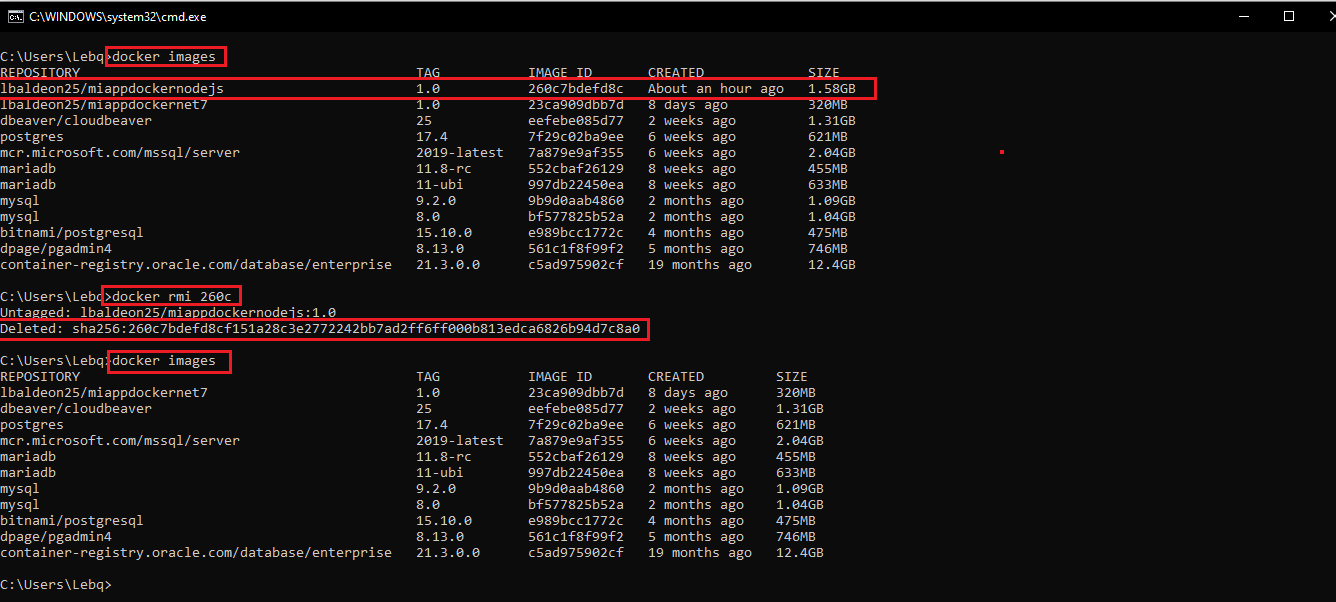 C:\WINDOWS\system32\cmd.exe
C:\Users\Lebq>docker images
REPOSITORY TAG IMAGE ID CREATED SIZE
lbaldeon25/miappdockernodejs 1.0 260c7bdefd8c About an hour ago 1.58GB
lbaldeon25/miappdockernet7 1.0 23ca909dbb7d 8 days ago 320MB
dbeaver/cloudbeaver 25 eefebe085d77 2 weeks ago 1.31GB
postgres 17.4 7f29c02ba9ee 6 weeks ago 621MB
mcr.microsoft.com/mssql/server 2019-latest 7a879e9af355 6 weeks ago 2.04GB
mariadb 11.8-rc 552cbaf26129 8 weeks ago 455MB
mariadb 11-ubi 997db22450ea 8 weeks ago 633MB
mysql 9.2.0 9b9d0aab4860 2 months ago 1.09GB
mysql 8.0 bf577825b52a 2 months ago 1.04GB
bitnami/postgresql 15.10.0 e989bcc1772c 4 months ago 475MB
dpage/pgadmin4 8.13.0 561c1f8f99f2 5 months ago 746MB
container-registry.oracle.com/database/enterprise 21.3.0.0 c5ad975902cf 19 months ago 12.4GB
C:\Users\Lebq>docker rmi 260c
Untagged: lbaldeon25/miappdockernodejs:1.0
Deleted: sha256:260c7bdefd8cf151a28c3e2772242bb7ad2ff6ff000b813edca6826b94d7c8a0
C:\Users\Lebq>docker images
REPOSITORY TAG IMAGE ID CREATED SIZE
lbaldeon25/miappdockernet7 1.0 23ca909dbb7d 8 days ago 320MB
dbeaver/cloudbeaver 25 eefebe085d77 2 weeks ago 1.31GB
postgres 17.4 7f29c02ba9ee 6 weeks ago 621MB
mcr.microsoft.com/mssql/server 2019-latest 7a879e9af355 6 weeks ago 2.04GB
mariadb 11.8-rc 552cbaf26129 8 weeks ago 455MB
mariadb 11-ubi 997db22450ea 8 weeks ago 633MB
mysql 9.2.0 9b9d0aab4860 2 months ago 1.09GB
mysql 8.0 bf577825b52a 2 months ago 1.04GB
bitnami/postgresql 15.10.0 e989bcc1772c 4 months ago 475MB
dpage/pgadmin4 8.13.0 561c1f8f99f2 5 months ago 746MB
container-registry.oracle.com/database/enterprise 21.3.0.0 c5ad975902cf 19 months ago 12.4GB
C:\Users\Lebq>